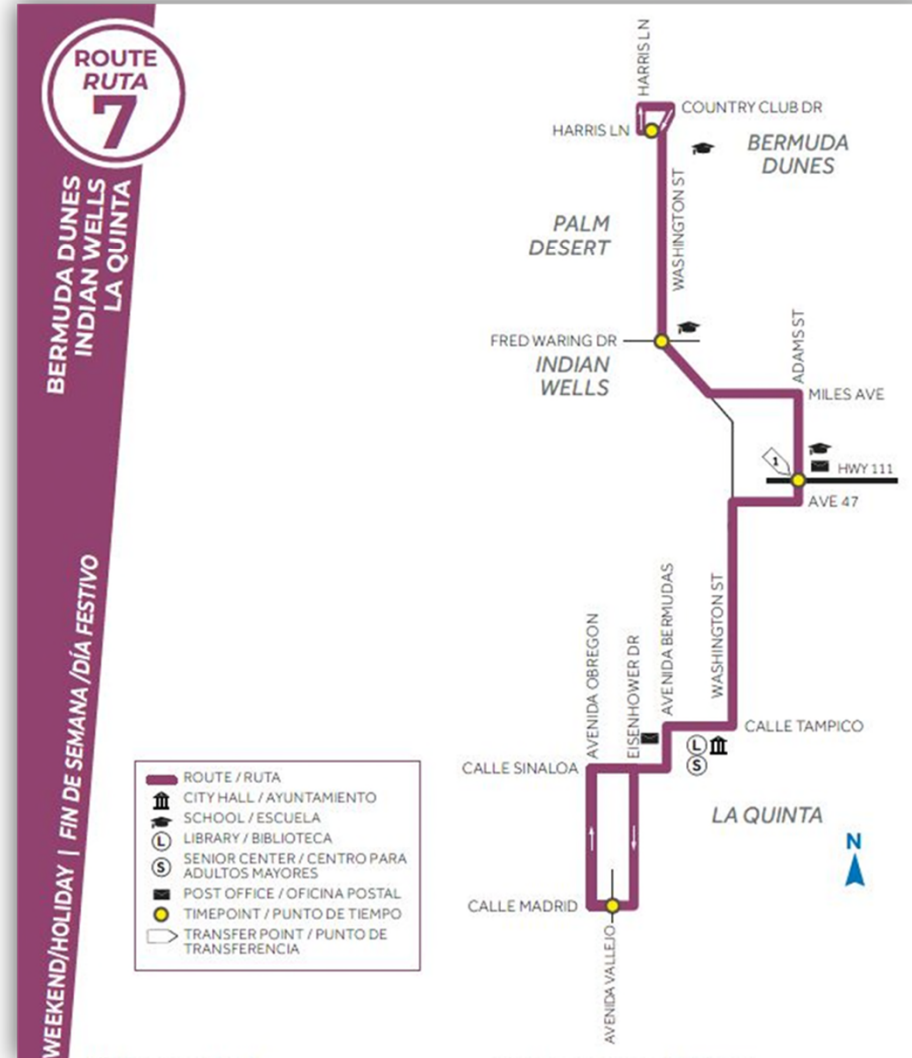 ROUTE
RUTA
7
BERMUDA DUNES
INDIAN WELLS
LA QUINTA
WEEKEND/HOLIDAY | FIN DE SEMANA /DÍA FESTIVO
HARRIS LN
COUNTRY CLUB DR
HARRIS LN
BERMUDA
DUNES
WASHINGTON ST
PALM
DESERT
FRED WARING DR
INDIAN
WELLS
ADAMS ST
MILES AVE
1
HWY 111
AVE 47
AVENIDA OBREGON
EISENHOWER DR
AVENIDA BERMUDAS
WASHINGTON ST
CALLE TAMPICO
L
S
CALLE SINALOA
LA QUINTA
N
CALLE MADRID
AVENIDA VALLEJO
ROUTE / RUTA
CITY HALL / AYUNTAMIENTO
SCHOOL / ESCUELA
L LIBRARY / BIBLIOTECA
S SENIOR CENTER / CENTRO PARA
ADULTOS MAYORES
POST OFFICE / OFICINA POSTAL
TIMEPOINT / PUNTO DE TIEMPO
TRANSFER POINT / PUNTO DE
TRANSFERENCIA